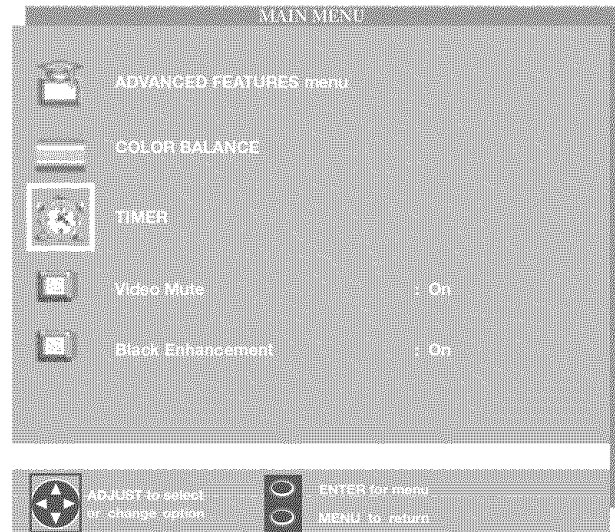 MAIN MENU
ADVANCED FEATURES menu
COLOR BALANCE
TIMER
Video Mute : On
Black Enhancement : On
ADJUST to select
or change option
ENTER for menu
MENU to return